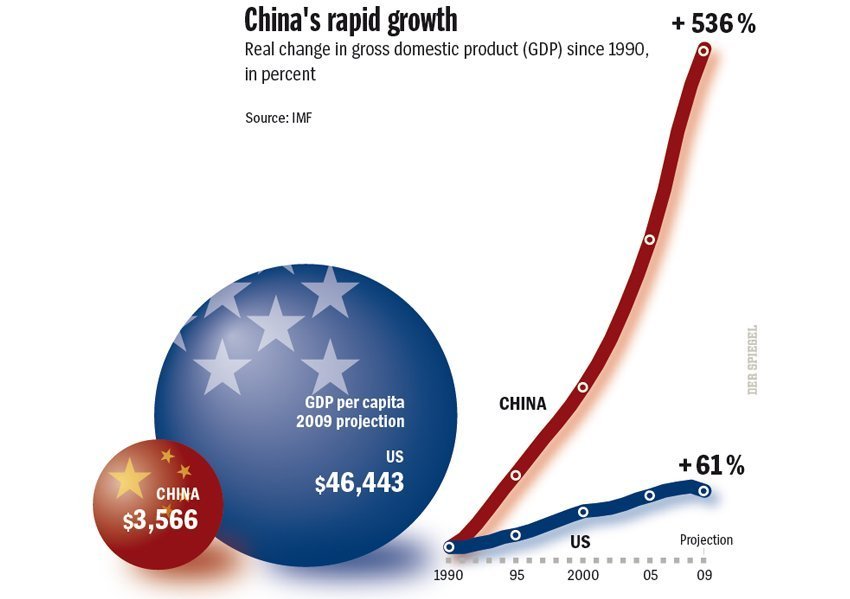 China's rapid growth
Real change in gross domestic product (GDP) since 1990,
in percent
Source: IMF
+ 536 %
CHINA
+ 61 %
US
Projection
1990 95 2000 05 09
GDP per capita
2009 projection
US
$46,443
CHINA
$3,566
DER SPIEGEL